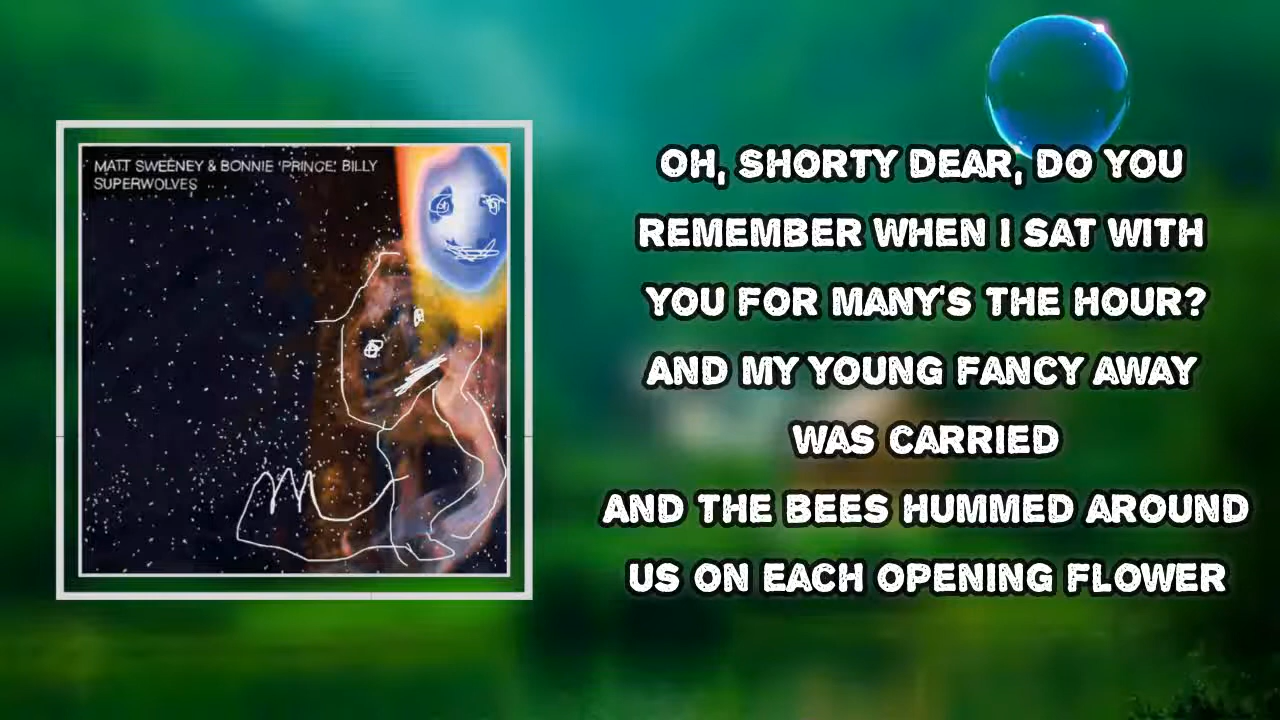 MATT SWEENEY & BONNIE 'PRINCE' BILLY
SUPERWOLVES
OH, SHORTY DEAR, DO YOU
REMEMBER WHEN I SAT WITH
YOU FOR MANY'S THE HOUR?
AND MY YOUNG FANCY AWAY
WAS CARRIED
AND THE BEES HUMMED AROUND
US ON EACH OPENING FLOWER